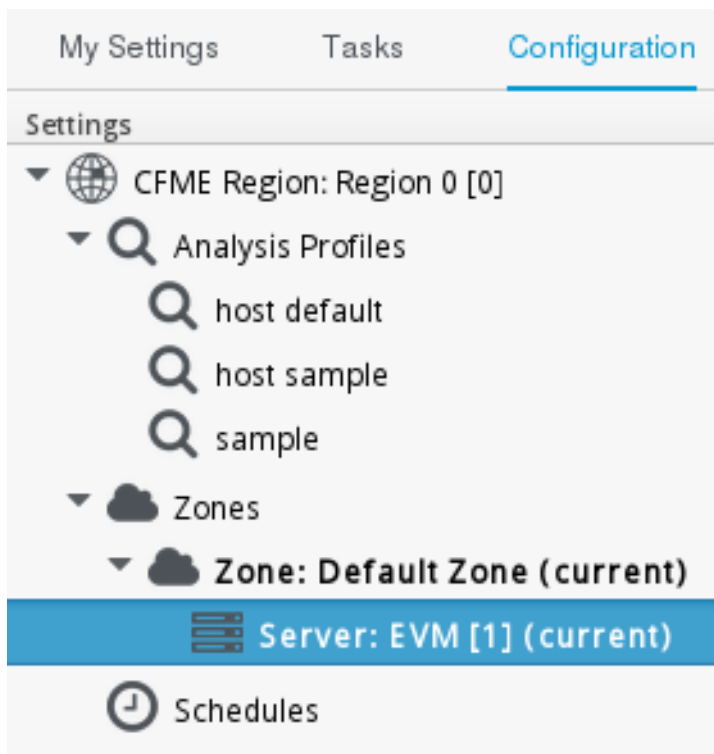 My Settings Tasks Configuration
Settings
CFME Region: Region 0 [0]
Analysis Profiles
host default
host sample
sample
Zones
Zone: Default Zone (current)
Server: EVM [1] (current)
Schedules